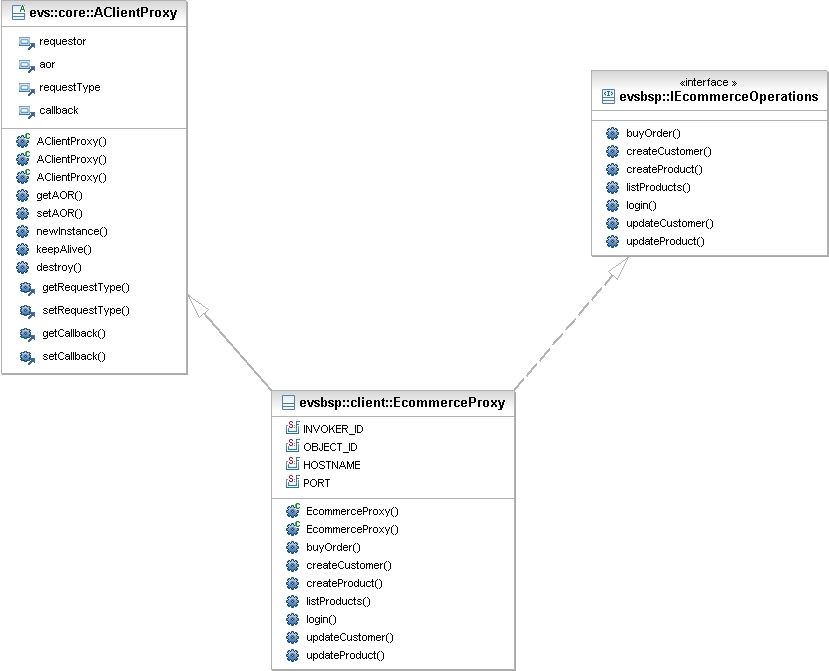 evs::core::AClientProxy
requestor
aor
requestType
callback
AClientProxy()
AClientProxy()
AClientProxy()
getAOR()
setAOR()
newInstance()
keepAlive()
destroy()
getRequestType()
setRequestType()
getCallback()
setCallback()
«interface »
evsbsp::IEcommerceOperations
buyOrder()
createCustomer()
createProduct()
listProducts()
login()
updateCustomer()
updateProduct()
evsbsp::client::EcommerceProxy
INVOKER_ID
OBJECT_ID
HOSTNAME
PORT
EcommerceProxy()
EcommerceProxy()
buyOrder()
createCustomer()
createProduct()
listProducts()
login()
updateCustomer()
updateProduct()